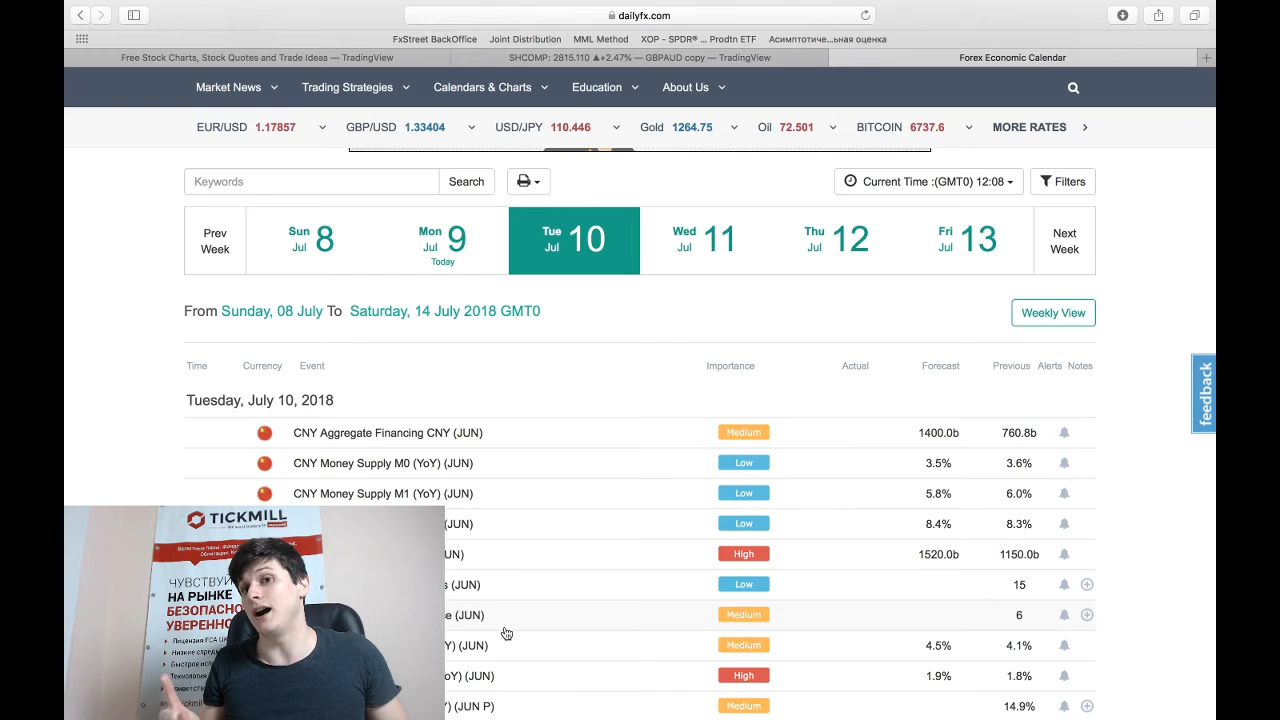 dailyfx.com
FxStreet BackOffice Joint Distribution MML Method XOP - SPDR® ... Prodtn ETF Асимптотиче...ьная оценка
Free Stock Charts, Stock Quotes and Trade Ideas — TradingView SHCOMP: 2815.110 ▲+2.47% — GBPAUD copy — TradingView Forex Economic Calendar
Market News Trading Strategies Calendars & Charts Education About Us
EUR/USD 1.17857 GBP/USD 1.33404 USD/JPY 110.446 Gold 1264.75 Oil 72.501 BITCOIN 6737.6 MORE RATES
Keywords Search Current Time :(GMT0) 12:08 Filters
Prev Week Sun Jul 8 Mon Jul 9 Today Tue Jul 10 Wed Jul 11 Thu Jul 12 Fri Jul 13 Next Week
From Sunday, 08 July To Saturday, 14 July 2018 GMT0 Weekly View
Time Currency Event Importance Actual Forecast Previous Alerts Notes
Tuesday, July 10, 2018
CNY Aggregate Financing CNY (JUN) Medium 1400.0b 760.8b
CNY Money Supply M0 (YoY) (JUN) Low 3.5% 3.6%
CNY Money Supply M1 (YoY) (JUN) Low 5.8% 6.0%
(JUN) Low 8.4% 8.3%
UN) High 1520.0b 1150.0b
s (JUN) Low 15
e (JUN) Medium 6
Y) (JUN) Medium 4.5% 4.1%
oY) (JUN) High 1.9% 1.8%
) (JUN P) Medium 14.9%
feedback
TICKMILL
ЧУВСТВУЙ
НА РЫНКЕ
БЕЗОПАСНО
УВЕРЕННО
Лицензия FCA